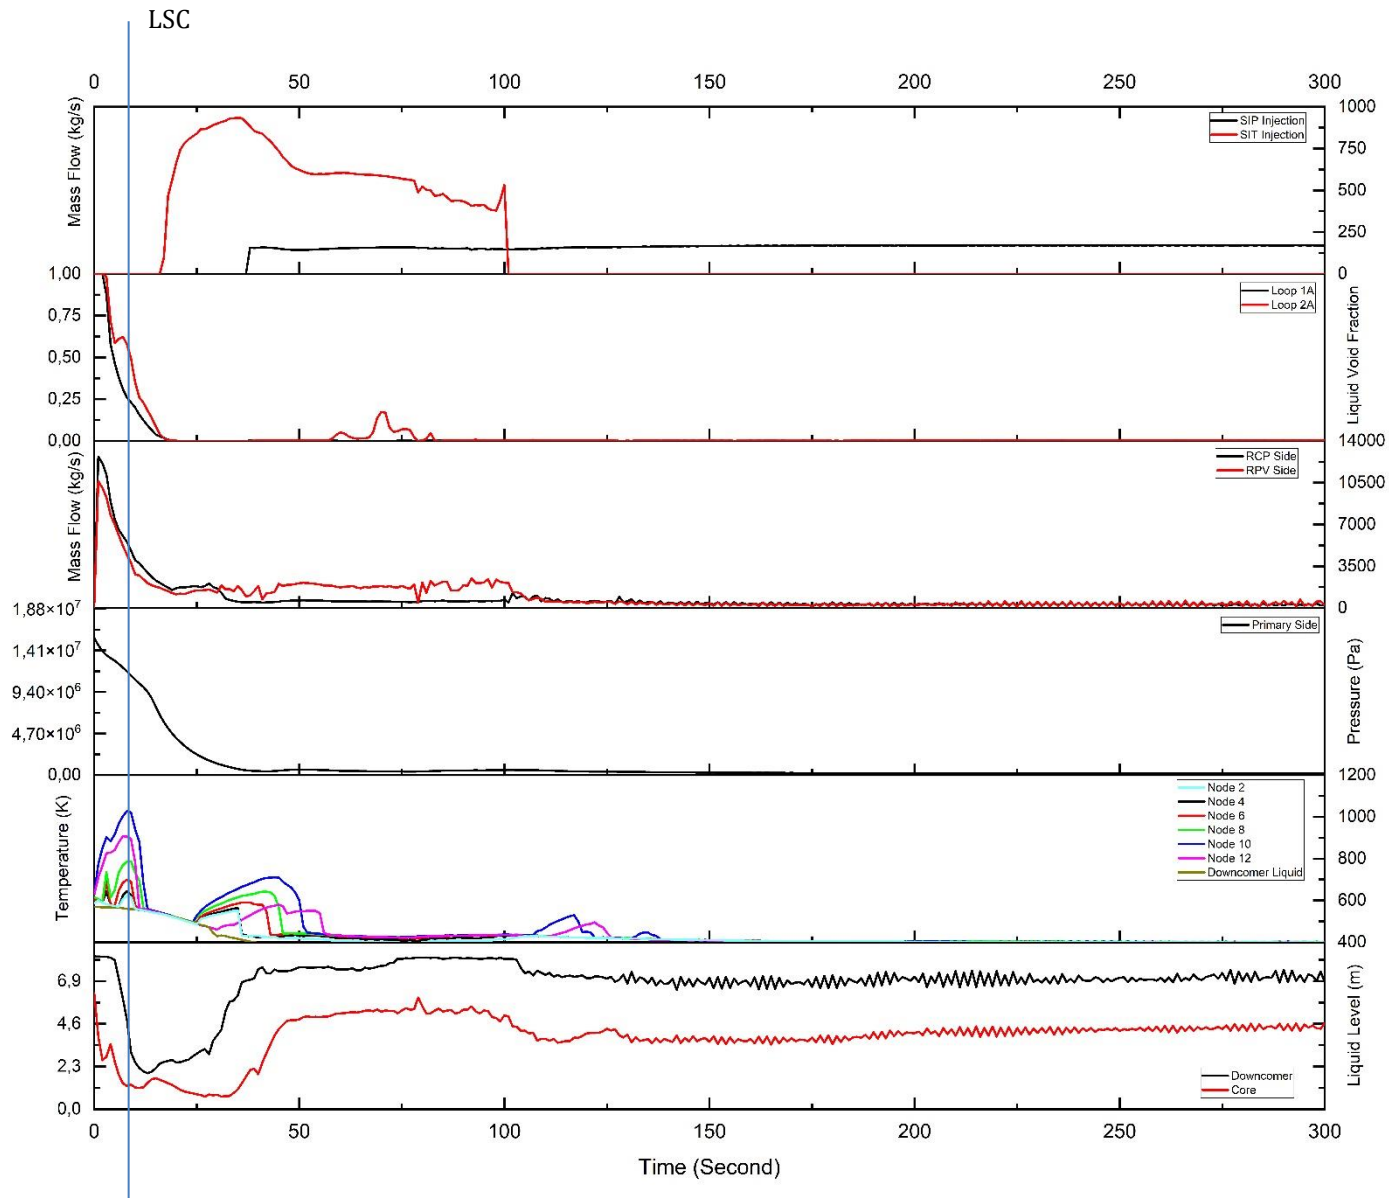 LSC
0 50 100 150 200 250 300
Mass Flow (kg/s)
1000
750
500
250
0
SIP Injection
SIT Injection
1,00
0,75
0,50
0,25
0,00
Liquid Void Fraction
Loop 1A
Loop 2A
Mass Flow (kg/s)
14000
10500
7000
3500
0
RCP Side
RPV Side
1,88×10⁷
1,41×10⁷
9,40×10⁶
4,70×10⁶
0,00
Pressure (Pa)
Primary Side
Temperature (K)
1200
1000
800
600
400
Node 2
Node 4
Node 6
Node 8
Node 10
Node 12
Downcomer Liquid
6,9
4,6
2,3
0,0
Liquid Level (m)
Downcomer
Core
0 50 100 150 200 250 300
Time (Second)